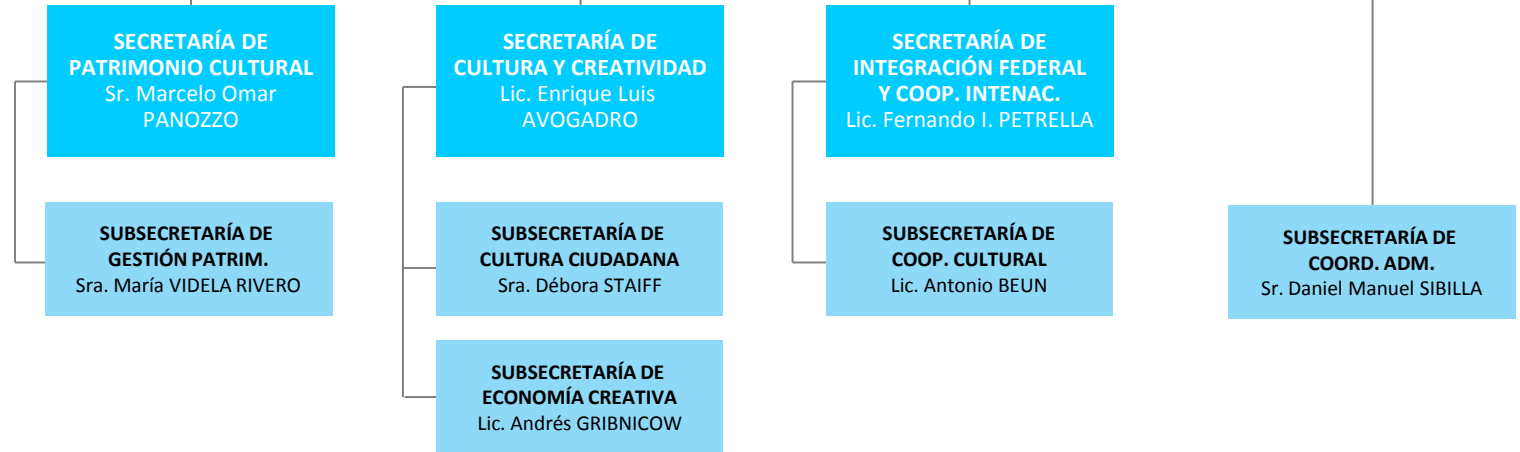 SECRETARÍA DE
PATRIMONIO CULTURAL
Sr. Marcelo Omar
PANOZZO
SECRETARÍA DE
CULTURA Y CREATIVIDAD
Lic. Enrique Luis
AVOGADRO
SECRETARÍA DE
INTEGRACIÓN FEDERAL
Y COOP. INTENAC.
Lic. Fernando I. PETRELLA
SUBSECRETARÍA DE
GESTIÓN PATRIM.
Sra. María VIDELA RIVERO
SUBSECRETARÍA DE
CULTURA CIUDADANA
Sra. Débora STAIFF
SUBSECRETARÍA DE
COOP. CULTURAL
Lic. Antonio BEUN
SUBSECRETARÍA DE
COORD. ADM.
Sr. Daniel Manuel SIBILLA
SUBSECRETARÍA DE
ECONOMÍA CREATIVA
Lic. Andrés GRIBNICOW